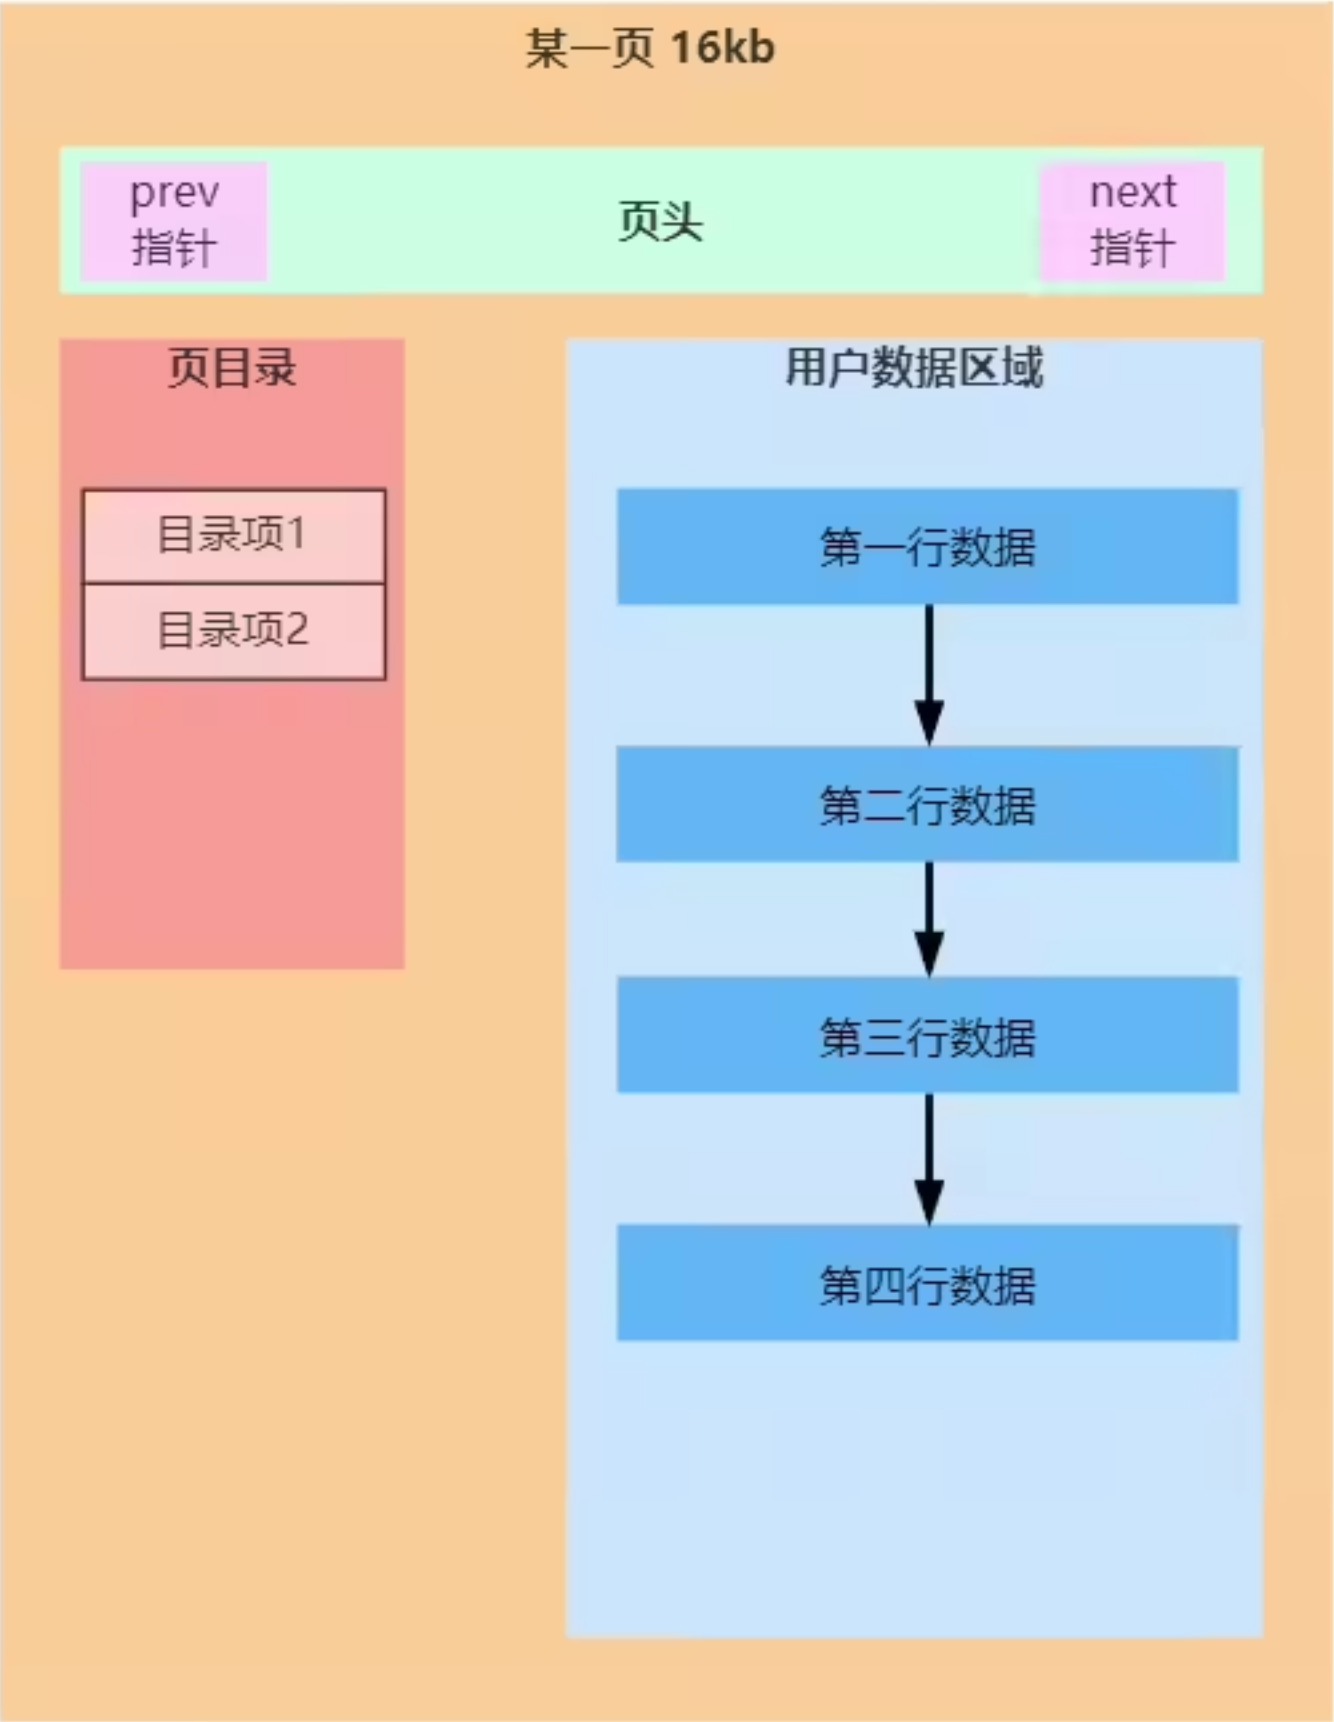 某一页 16kb
prev
指针
页头
next
指针
页目录
目录项1
目录项2
用户数据区域
第一行数据
第二行数据
第三行数据
第四行数据